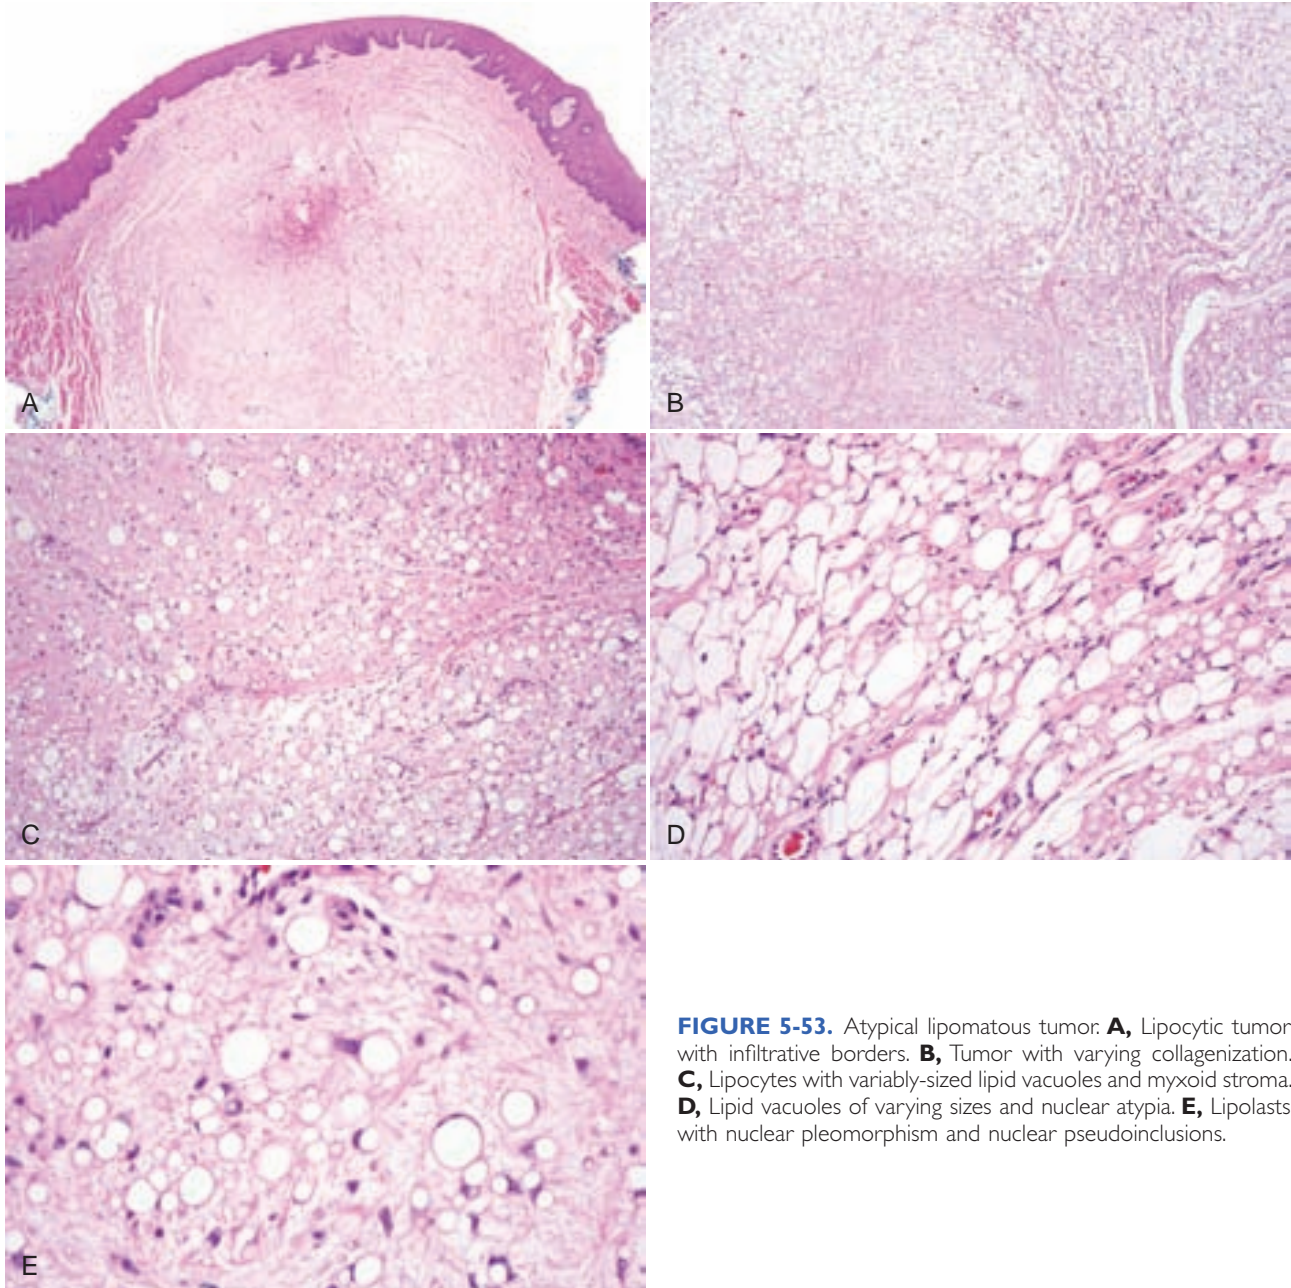 A
B
C
D
E
FIGURE 5-53. Atypical lipomatous tumor. A, Lipocytic tumor
with infiltrative borders. B, Tumor with varying collagenization.
C, Lipocytes with variably-sized lipid vacuoles and myxoid stroma.
D, Lipid vacuoles of varying sizes and nuclear atypia. E, Lipolasts
with nuclear pleomorphism and nuclear pseudoinclusions.